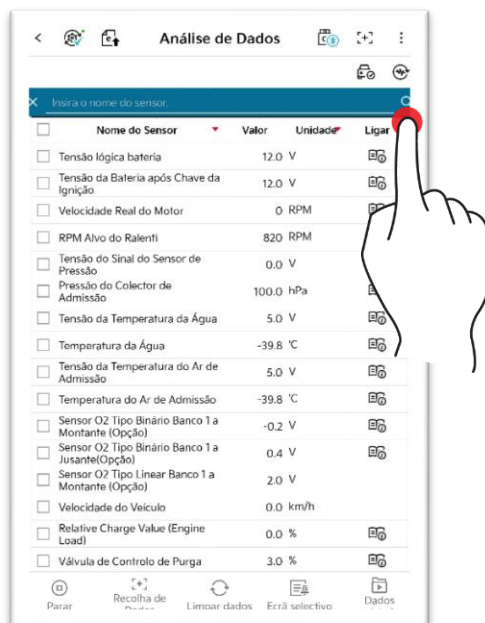 Análise de Dados
Insira o nome do sensor.
Nome do Sensor Valor Unidade Ligar
Tensão lógica bateria 12.0 V
Tensão da Bateria após Chave da
Ignição 12.0 V
Velocidade Real do Motor 0 RPM
RPM Alvo do Ralenti 820 RPM
Tensão do Sinal do Sensor de
Pressão 0.0 V
Pressão do Colector de
Admissão 100.0 hPa
Tensão da Temperatura da Água 5.0 V
Temperatura da Água -39.8 'C
Tensão da Temperatura do Ar de
Admissão 5.0 V
Temperatura do Ar de Admissão -39.8 'C
Sensor O2 Tipo Binário Banco 1 a
Montante (Opção) -0.2 V
Sensor O2 Tipo Binário Banco 1 a
Jusante(Opção) 0.4 V
Sensor O2 Tipo Linear Banco 1 a
Montante (Opção) 2.0 V
Velocidade do Veículo 0.0 km/h
Relative Charge Value (Engine
Load) 0.0 %
Válvula de Controlo de Purga 3.0 %
Parar Recolha de Limpar dados Ecrã selectivo Dados